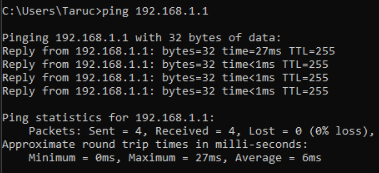 C:\Users\Taruc>ping 192.168.1.1
Pinging 192.168.1.1 with 32 bytes of data:
Reply from 192.168.1.1: bytes=32 time=27ms TTL=255
Reply from 192.168.1.1: bytes=32 time<1ms TTL=255
Reply from 192.168.1.1: bytes=32 time<1ms TTL=255
Reply from 192.168.1.1: bytes=32 time<1ms TTL=255
Ping statistics for 192.168.1.1:
    Packets: Sent = 4, Received = 4, Lost = 0 (0% loss),
Approximate round trip times in milli-seconds:
    Minimum = 0ms, Maximum = 27ms, Average = 6ms